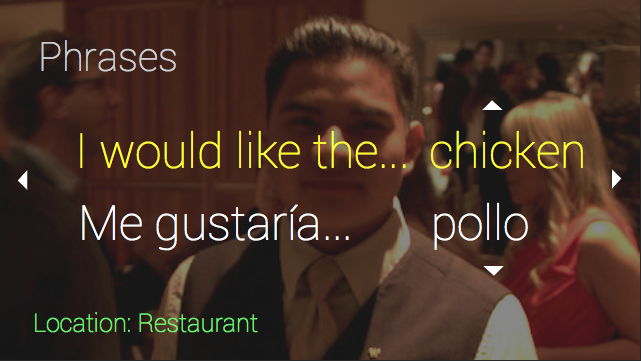 Phrases
I would like the... chicken
Me gustaría... pollo
Location: Restaurant